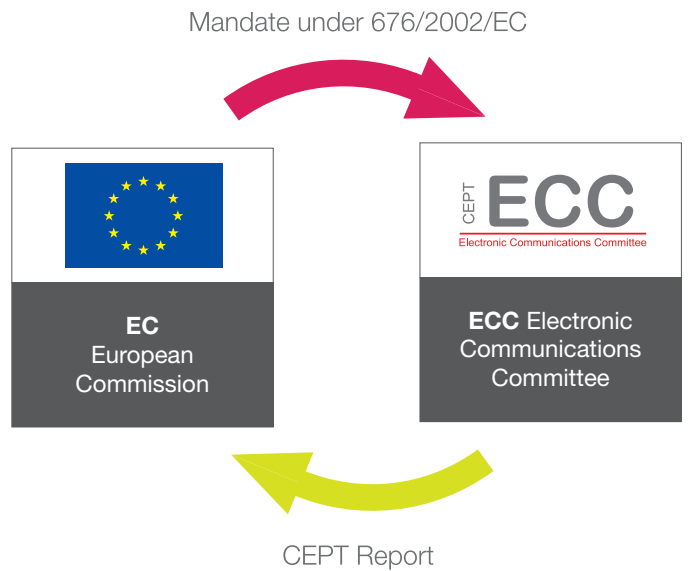 Mandate under 676/2002/EC
CEPT
ECC
Electronic Communications Committee
EC
European
Commission
ECC Electronic
Communications
Committee
CEPT Report